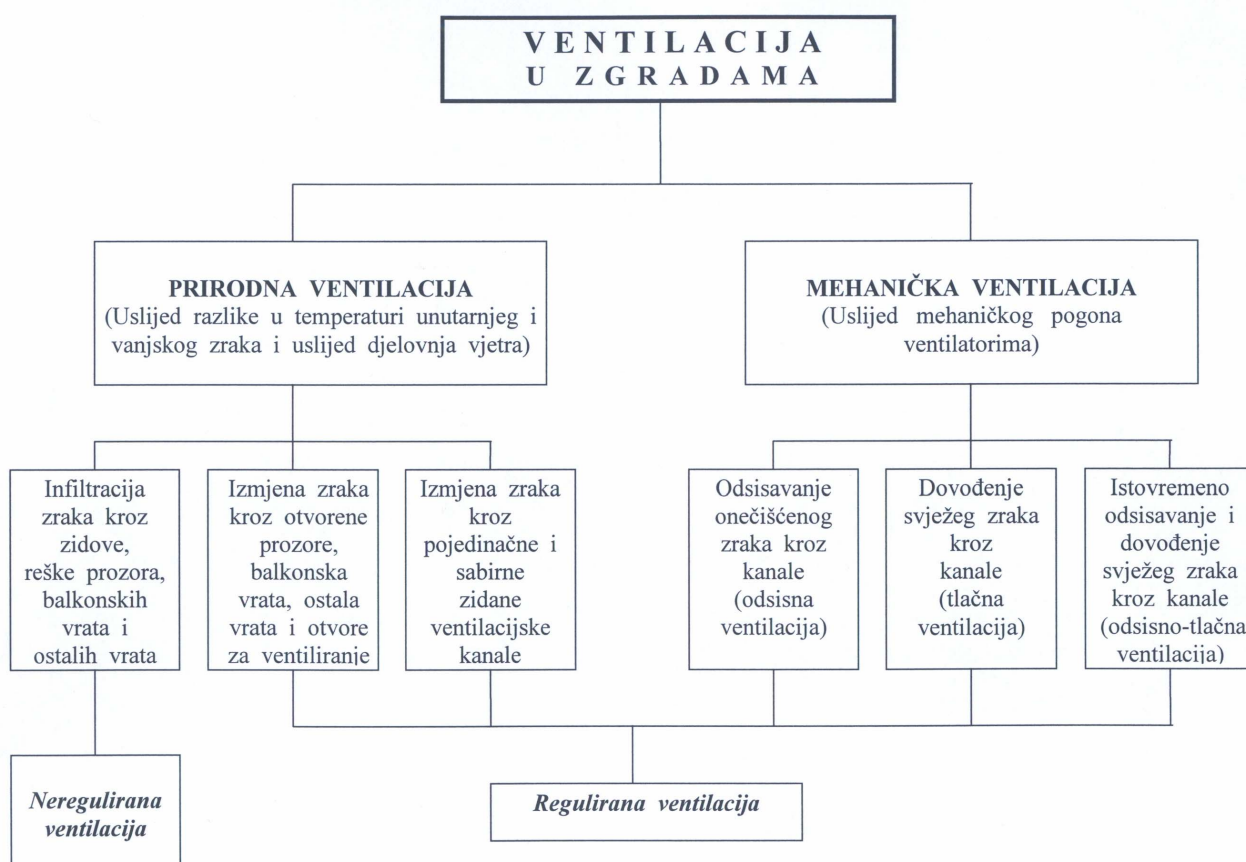 VENTILACIJA
U ZGRADAMA
PRIRODNA VENTILACIJA
(Uslijed razlike u temperaturi unutarnjeg i
vanjskog zraka i uslijed djelovnja vjetra)
MEHANIČKA VENTILACIJA
(Uslijed mehaničkog pogona
ventilatorima)
Infiltracija
zraka kroz
zidove,
reške prozora,
balkonskih
vrata i
ostalih vrata
Izmjena zraka
kroz otvorene
prozore,
balkonska
vrata, ostala
vrata i otvore
za ventiliranje
Izmjena zraka
kroz
pojedinačne i
sabirne
zidane
ventilacijske
kanale
Odsisavanje
onečišćenog
zraka kroz
kanale
(odsisna
ventilacija)
Dovođenje
svježeg zraka
kroz
kanale
(tlačna
ventilacija)
Istovremeno
odsisavanje i
dovođenje
svježeg zraka
kroz kanale
(odsisno-tlačna
ventilacija)
Neregulirana
ventilacija
Regulirana ventilacija